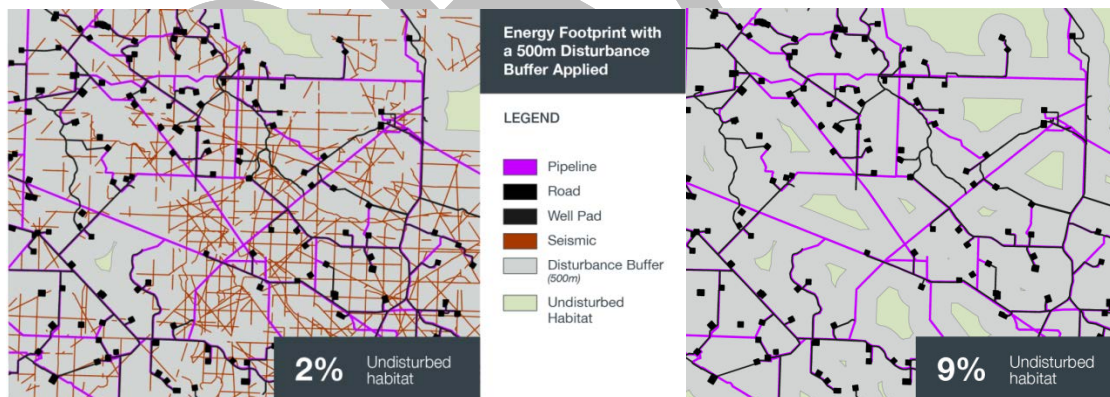 Energy Footprint with
a 500m Disturbance
Buffer Applied
LEGEND
Pipeline
Road
Well Pad
Seismic
Disturbance Buffer
(500m)
Undisturbed
Habitat
2% Undisturbed
habitat
9% Undisturbed
habitat